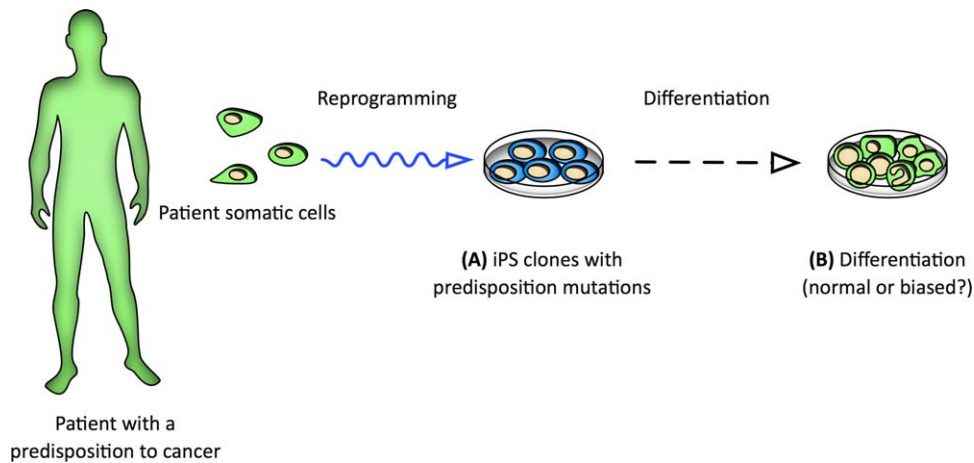 Reprogramming
Differentiation
Patient somatic cells
(A) iPS clones with
predisposition mutations
(B) Differentiation
(normal or biased?)
Patient with a
predisposition to cancer